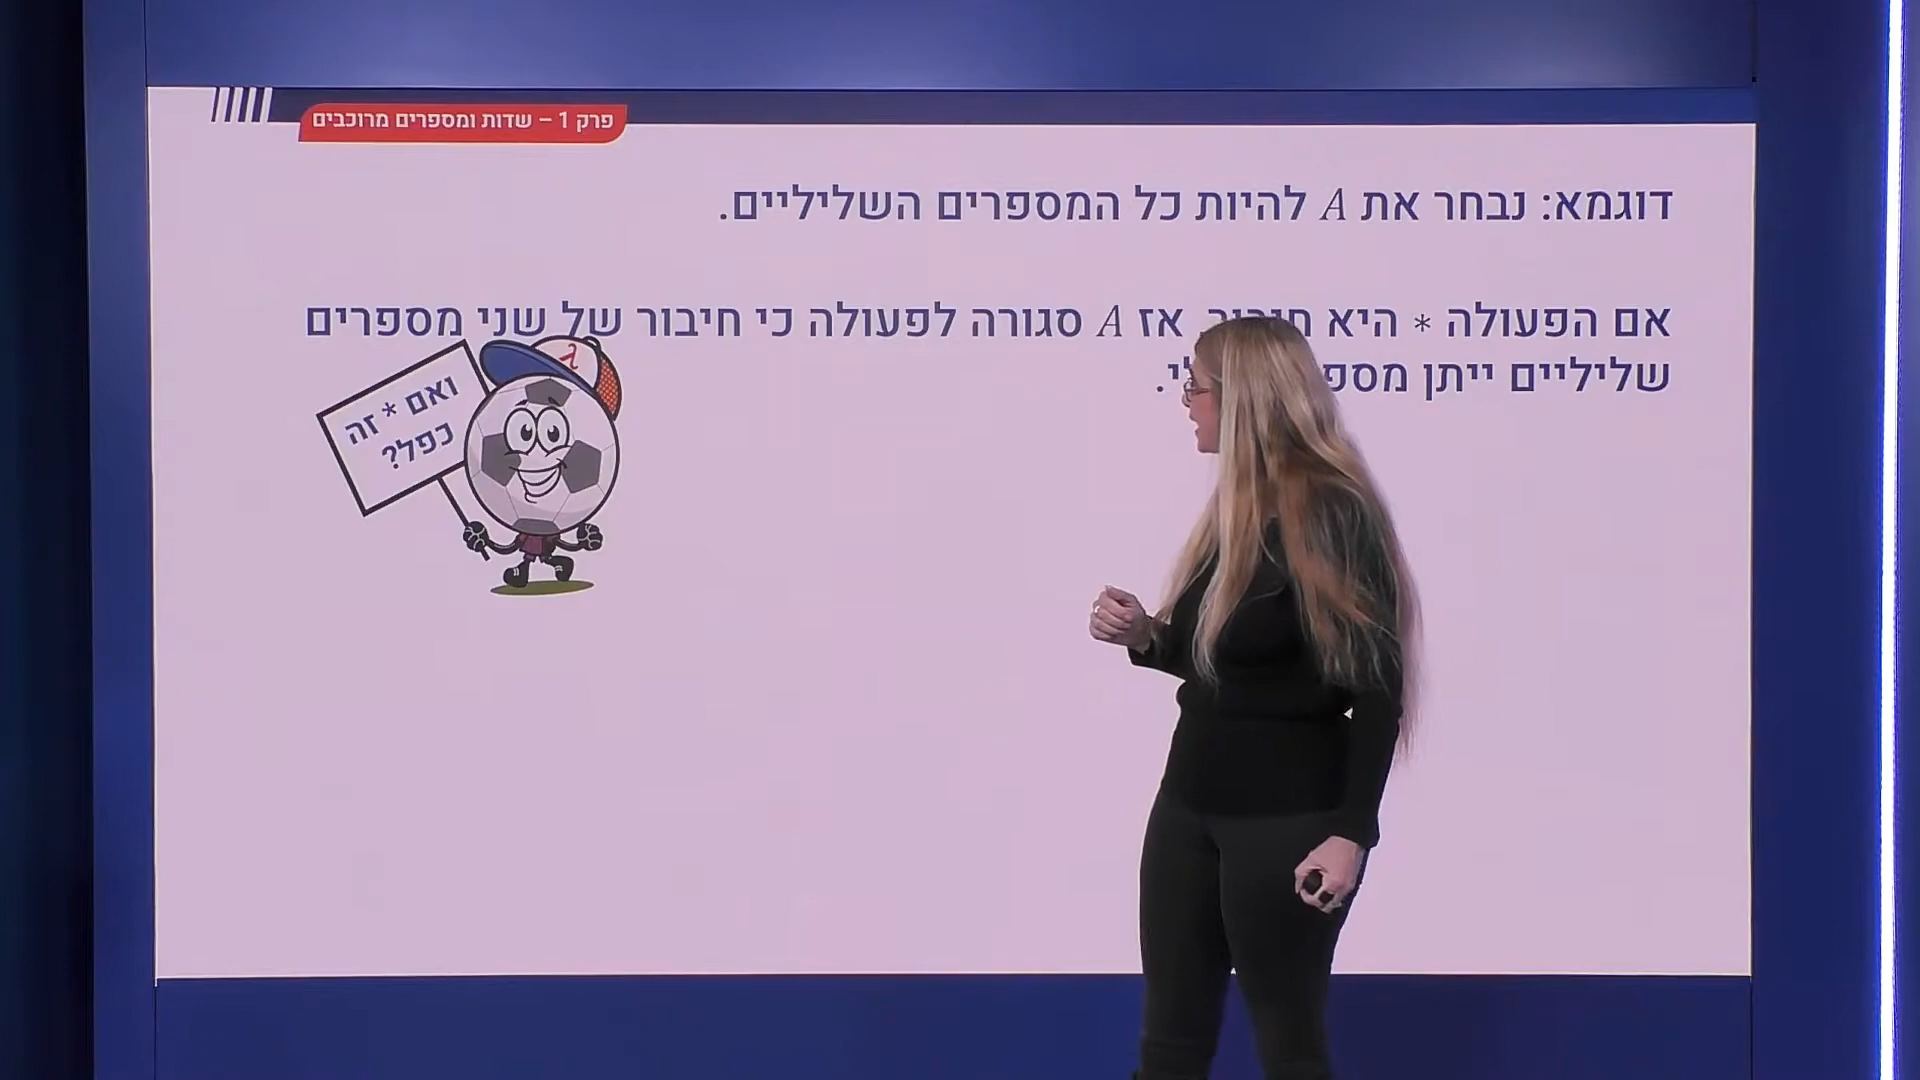 פרק 1 – שדות ומספרים מרוכבים
דוגמא: נבחר את A להיות כל המספרים השליליים.
אם הפעולה * היא אז A סגורה לפעולה כי חיבור של שני מספרים
שליליים ייתן
ואם * זה
כפל?